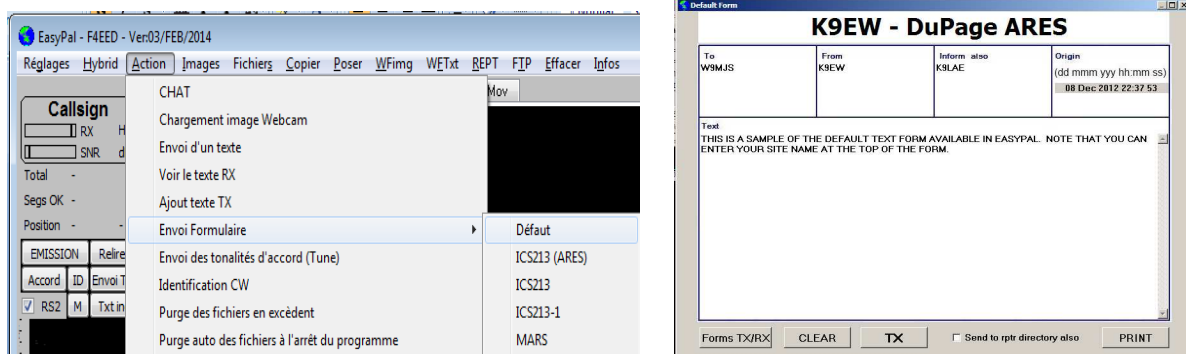 EasyPal - F4EED - Ver:03/FEB/2014
Réglages Hybrid Action Images Fichiers Copier Poser WFimg WETxt REPT FTP Effacer Infos
Mov
Callsign
RX H
SNR d
Total -
Segs OK -
Position - -
EMISSION Relire
Accord ID Envoi T
RS2 M Txt in
CHAT
Chargement image Webcam
Envoi d'un texte
Voir le texte RX
Ajout texte TX
Envoi Formulaire
Envoi des tonalités d'accord (Tune)
Identification CW
Purge des fichiers en excèdent
Purge auto des fichiers à l'arrêt du programme
Défaut
ICS213 (ARES)
ICS213
ICS213-1
MARS
Default Form
K9EW - DuPage ARES
To From Inform also Origin
W9MJS K9EW K9LAE (dd mmm yyy hh:mm ss)
08 Dec 2012 22:37 53
Text
THIS IS A SAMPLE OF THE DEFAULT TEXT FORM AVAILABLE IN EASYPAL. NOTE THAT YOU CAN
ENTER YOUR SITE NAME AT THE TOP OF THE FORM.
Forms TX/RX CLEAR TX Send to rptr directory also PRINT